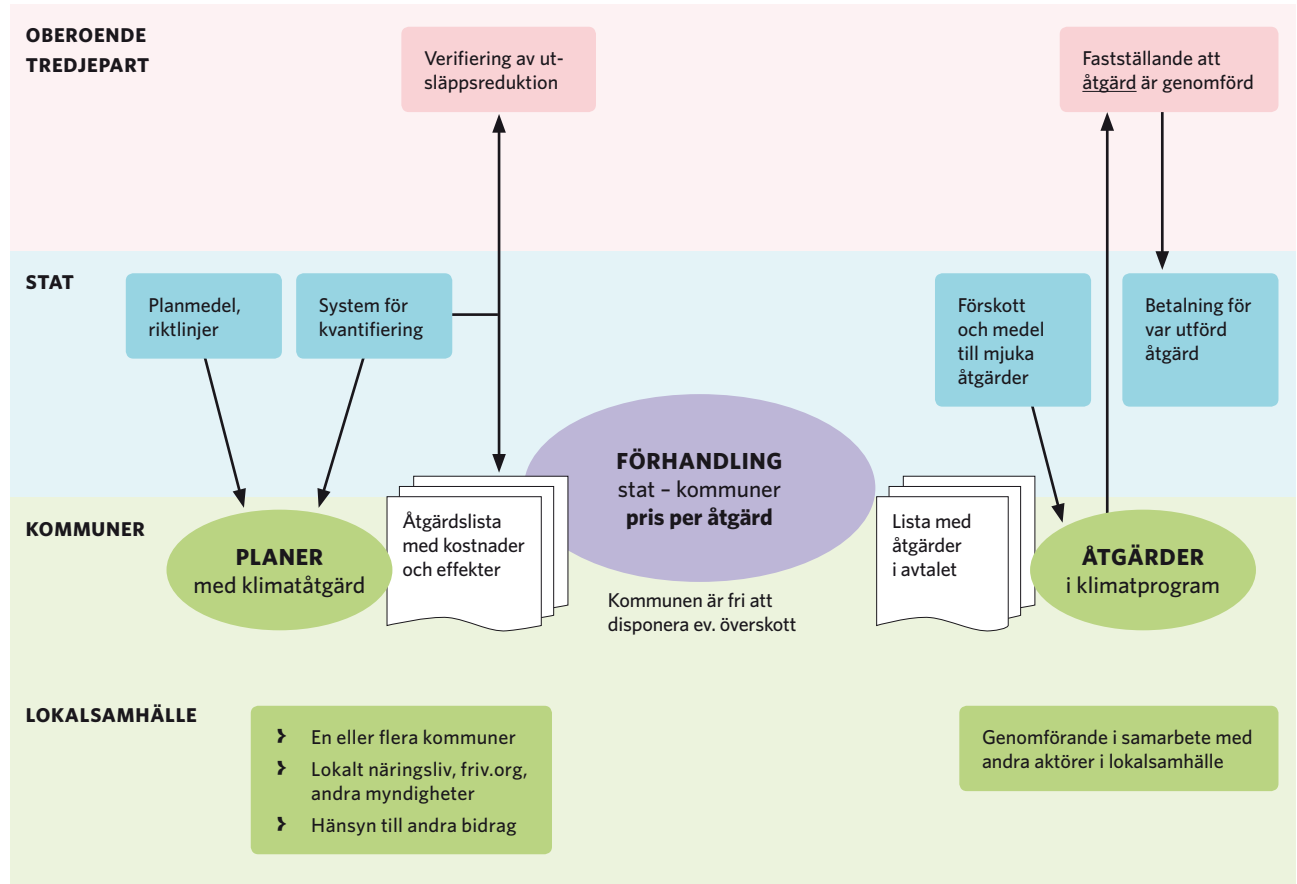 OBEROENDE
TREDJEPART
Verifiering av ut-
släppsreduktion
Fastställande att
åtgärd är genomförd
STAT
Planmedel,
riktlinjer
System för
kvantifiering
Förskott
och medel
till mjuka
åtgärder
Betalning för
var utförd
åtgärd
FÖRHANDLING
stat – kommuner
pris per åtgärd
KOMMUNER
PLANER
med klimatåtgärd
Åtgärdslista
med kostnader
och effekter
Kommunen är fri att
disponera ev. överskott
Lista med
åtgärder
i avtalet
ÅTGÄRDER
i klimatprogram
LOKALSAMHÄLLE
En eller flera kommuner
Lokalt näringsliv, friv.org,
andra myndigheter
Hänsyn till andra bidrag
Genomförande i samarbete med
andra aktörer i lokalsamhälle